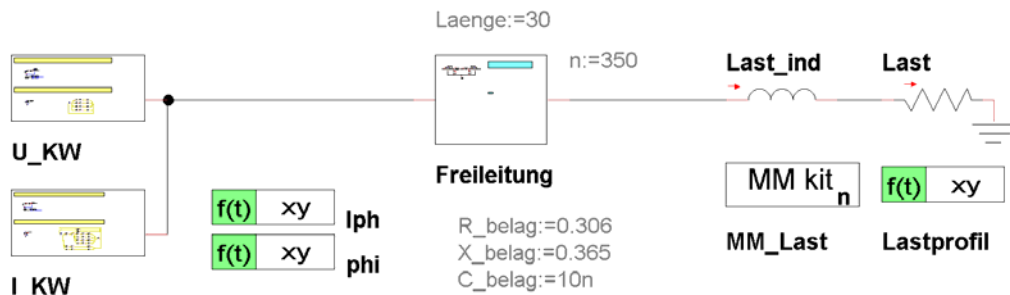 Laenge:=30
n:=350
Last_ind
Last
U_KW
Freileitung
MM kit n
f(t) xy
f(t) xy Iph
f(t) xy phi
R_belag:=0.306
X_belag:=0.365
C_belag:=10n
MM_Last
Lastprofil
I_KW